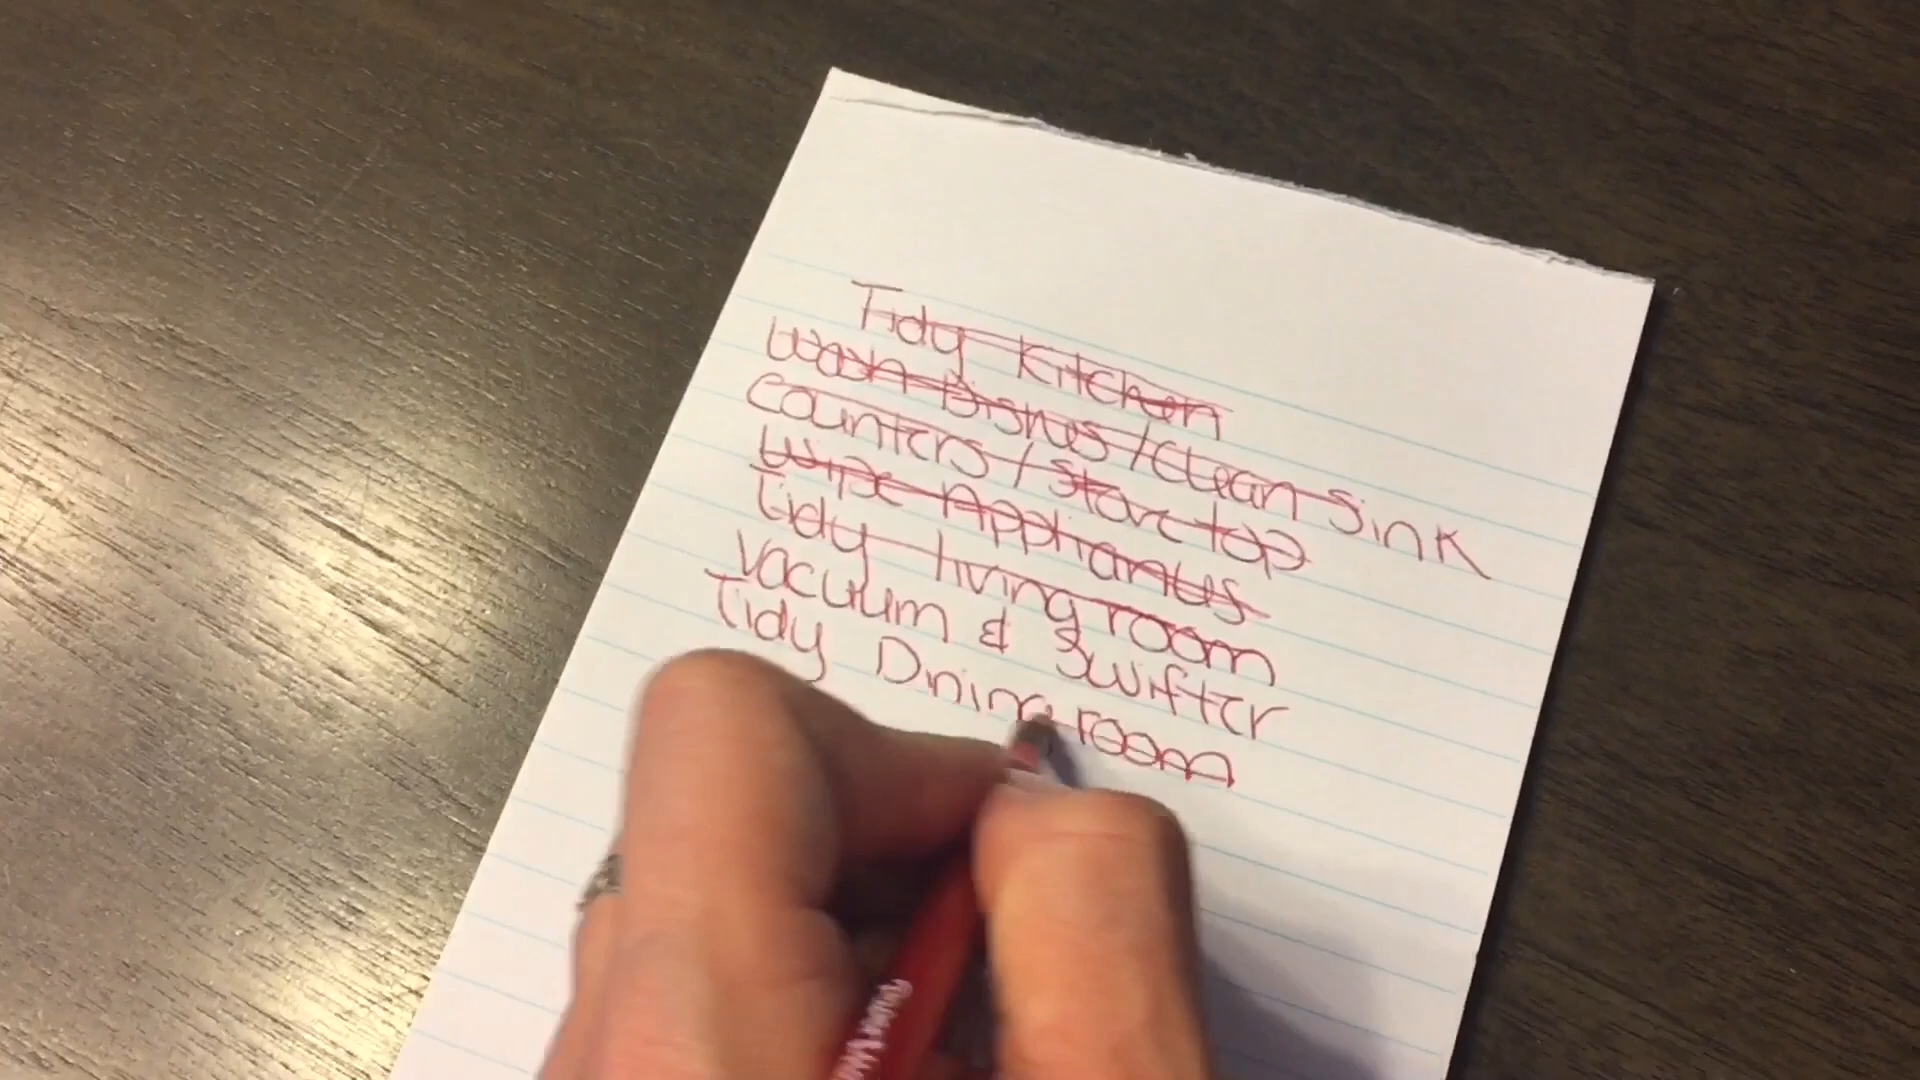 Tidy Kitchen
Wash Dishes / Clean Sink
Counters / Stove top
Wipe Appliances
Tidy living room
Vacuum & Swifter
Tidy Dining room